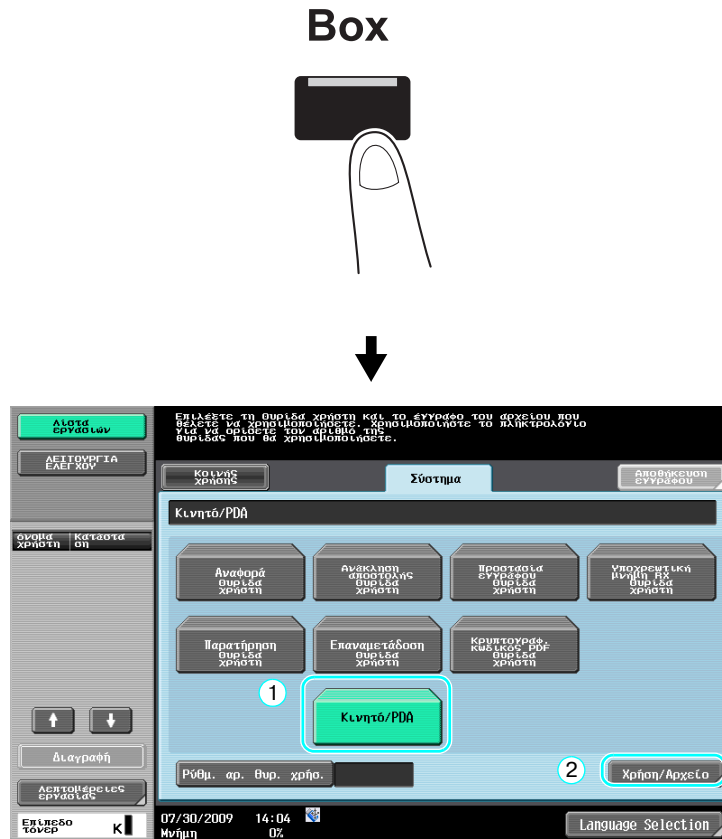 Box
Λίστα
εργασιών
ΛΕΙΤΟΥΡΓΙΑ
ΕΛΕΓΧΟΥ
Επιλέξτε τη θυρίδα χρήστη και το έγγραφο του αρχείου που
θέλετε να χρησιμοποιήσετε. Χρησιμοποιήστε το πληκτρολόγιο
για να ορίσετε τον αριθμό της
θυρίδας που θα χρησιμοποιήσετε.
Κοινής
χρήσης
Σύστημα
Αποθήκευση
εγγράφου
Κινητό/PDA
όνομα
χρήστη
Κατάστα
ση
Αναφορά
θυρίδα
χρήστη
Ανάκληση
αποστολής
θυρίδα
χρήστη
Προστασία
εγγράφου
θυρίδα
χρήστη
Υποχρεωτική
μνήμη RX
θυρίδα
χρήστη
Παρατήρηση
θυρίδα
χρήστη
Επαναμετάδοση
θυρίδα
χρήστη
Κρυπτογραφ.
κωδικός PDF
θυρίδα
χρήστη
1
Κινητό/PDA
Διαγραφή
Λεπτομέρειες
εργασίας
Ρύθμ. αρ. θυρ. χρήσ.
2
Χρήση/Αρχείο
Επίπεδο
τόνερ
K
07/30/2009 14:04
Μνήμη 0%
Language Selection